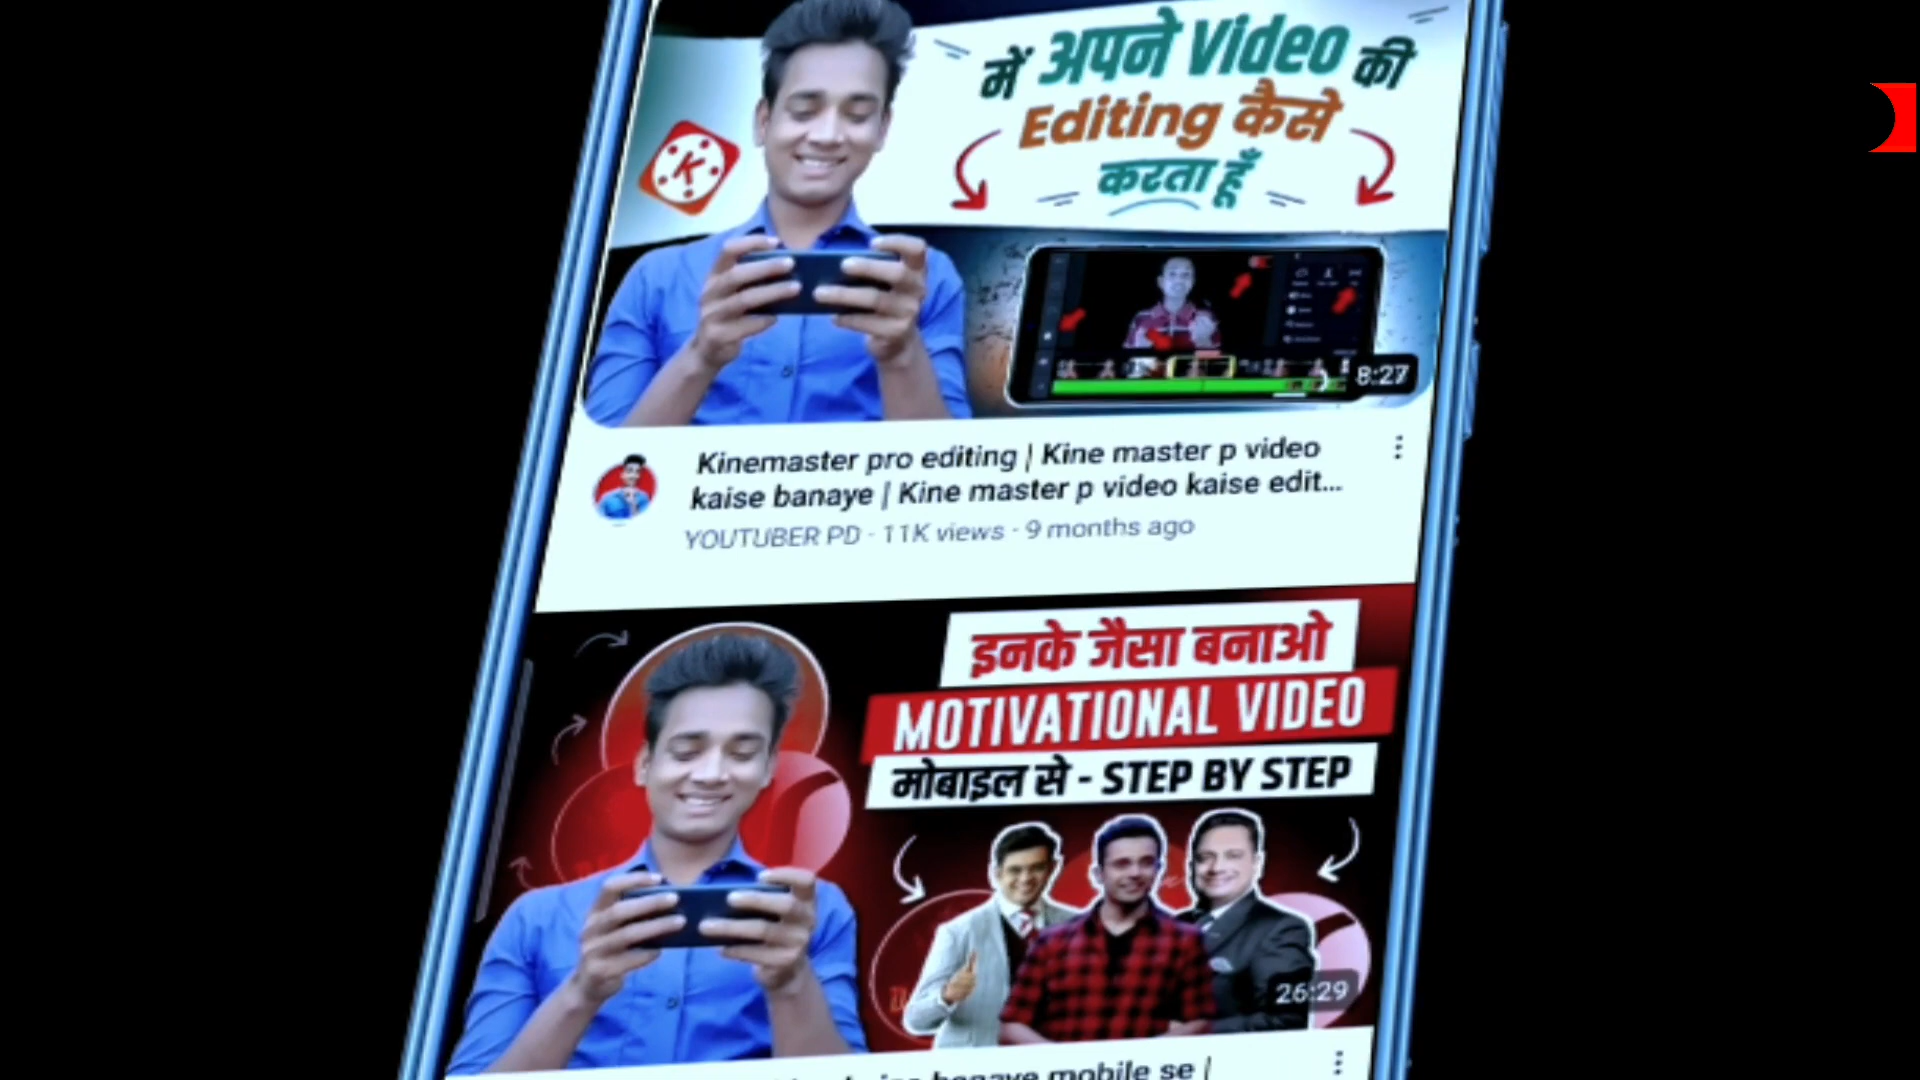 में अपने Video की
Editing कैसे
करता हूँ
K
8:27
Kinemaster pro editing | Kine master p video
kaise banaye | Kine master p video kaise edit...
YOUTUBER PD · 11K views · 9 months ago
इनके जैसा बनाओ
MOTIVATIONAL VIDEO
मोबाइल से - STEP BY STEP
26:29
banaye mobile se |